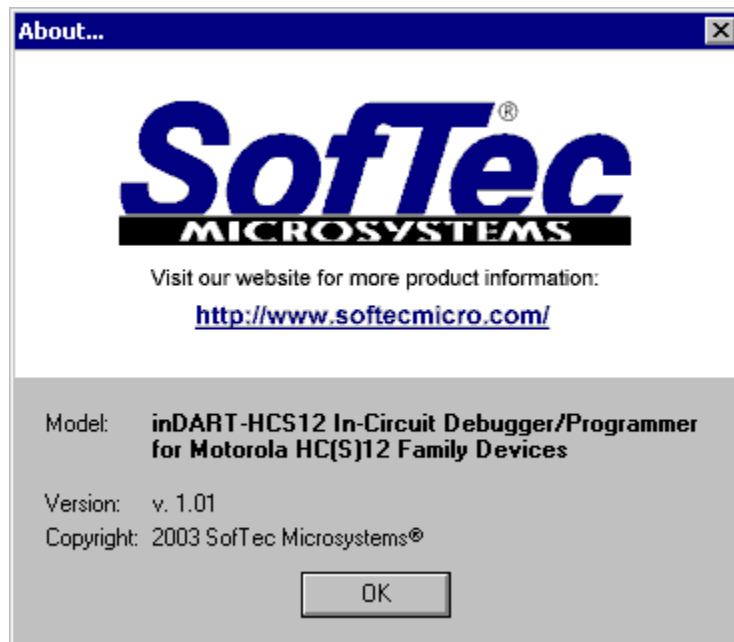 About...
SofTec®
MICROSYSTEMS
Visit our website for more product information:
http://www.softecmicro.com/
Model: inDART-HCS12 In-Circuit Debugger/Programmer
for Motorola HC(S)12 Family Devices
Version: v. 1.01
Copyright: 2003 SofTec Microsystems®
OK